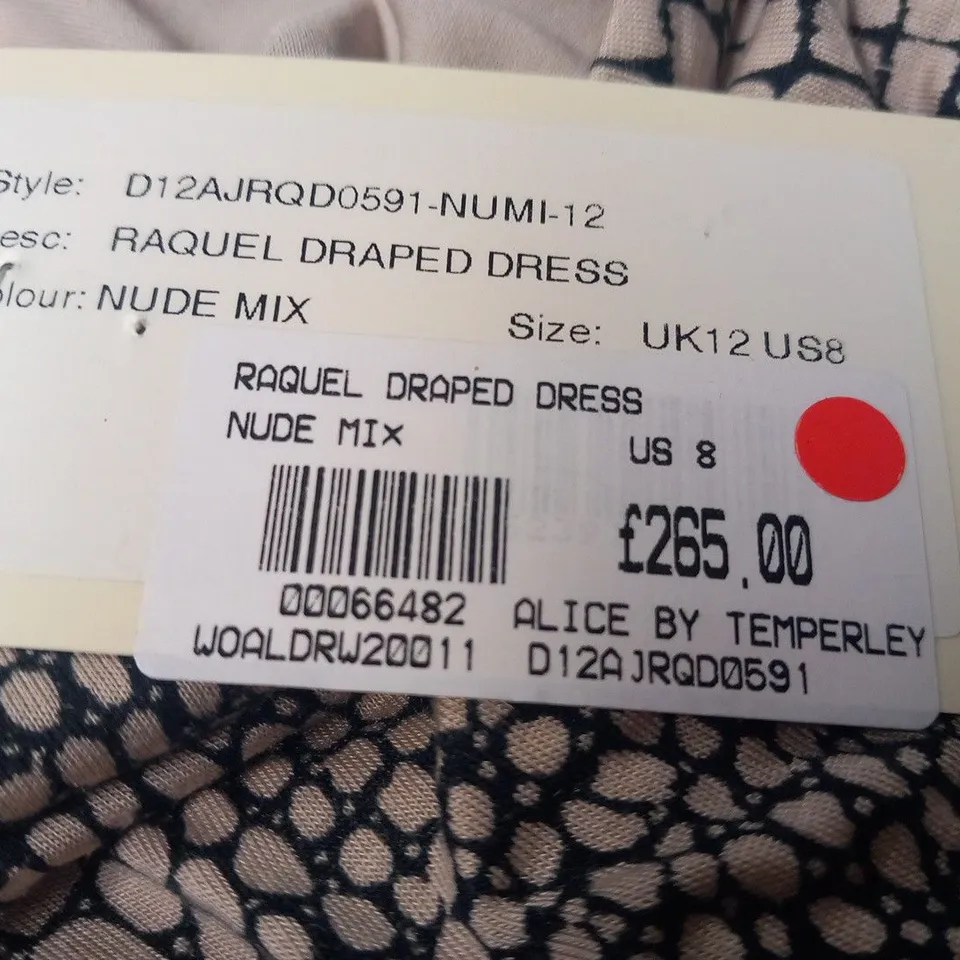 Style: D12AJRQD0591-NUMI-12
esc: RAQUEL DRAPED DRESS
olour: NUDE MIX
Size: UK12 US8
RAQUEL DRAPED DRESS
NUDE MIX
US 8
£265.00
00066482 ALICE BY TEMPERLEY
WOALDRW20011 D12AJRQD0591